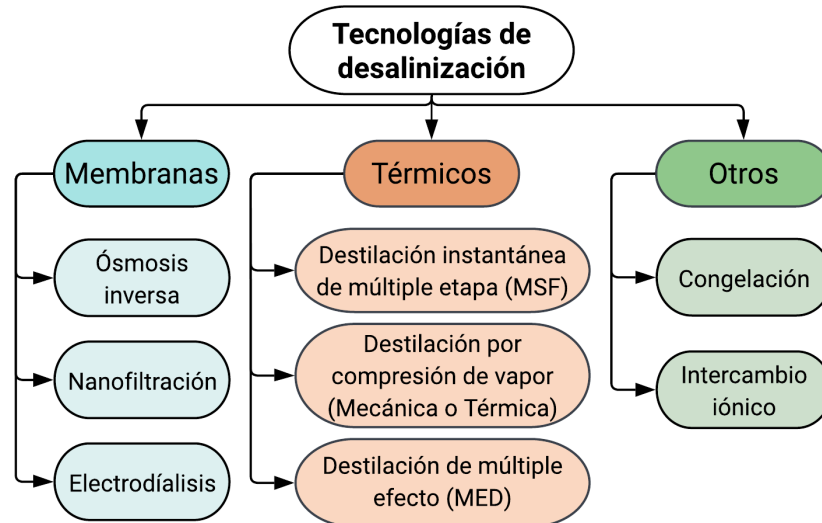 Tecnologías de
desalinización
Membranas
Térmicos
Otros
Ósmosis
inversa
Nanofiltración
Electrodíalisis
Destilación instantánea
de múltiple etapa (MSF)
Destilación por
compresión de vapor
(Mecánica o Térmica)
Destilación de múltiple
efecto (MED)
Congelación
Intercambio
iónico